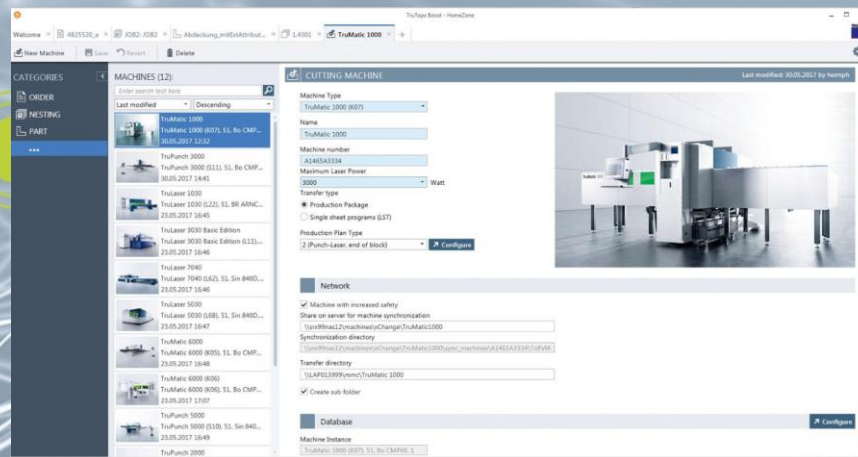 TruTops Boost - HomeZone
Welcome × 4825520_a × JOB2: JOB2 × Abdeckung_mitExtAttribut... × 1.4301 × TruMatic 1000 × +
New Machine Save Revert Delete
CATEGORIES
ORDER
NESTING
PART
•••
MACHINES (12):
Enter search text here
Last modified Descending
TruMatic 1000
TruMatic 1000 (K07), S1, Bo CMP...
30.05.2017 12:32
TruPunch 3000
TruPunch 3000 (S11), S1, Bo CMP...
30.05.2017 14:41
TruLaser 1030
TruLaser 1030 (L22), S1, BR ARNC...
23.05.2017 16:45
TruLaser 3030 Basic Edition
TruLaser 3030 Basic Edition (L11)...
23.05.2017 16:46
TruLaser 7040
TruLaser 7040 (L62), S1, Sin 840D...
23.05.2017 16:46
TruLaser 5030
TruLaser 5030 (L68), S1, Sin 840D...
23.05.2017 16:47
TruMatic 6000
TruMatic 6000 (K05), S1, Bo CMP...
23.05.2017 16:48
TruMatic 6000 (K06)
TruMatic 6000 (K06), S1, Bo CMP...
23.05.2017 17:07
TruPunch 5000
TruPunch 5000 (S10), S1, Sin 840...
23.05.2017 16:49
TruPunch 2000
CUTTING MACHINE
Last modified: 30.05.2017 by
Machine Type
TruMatic 1000 (K07)
Name
TruMatic 1000
Machine number
A1465A3334
Maximum Laser Power
3000 Watt
Transfer type
Production Package
Single sheet programs (LST)
Production Plan Type
2 (Punch-Laser, end of block) Configure
Network
Machine with increased safety
Share on server for machine synchronization
\\srx99nas12\machines\xChange\TruMatic1000
Synchronization directory
Transfer directory
\\LAP013999\mmc\TruMatic 1000
Create sub folder
Database Configure
Machine Instance
TruMatic 1000 (K07), S1, Bo CMP60, 1